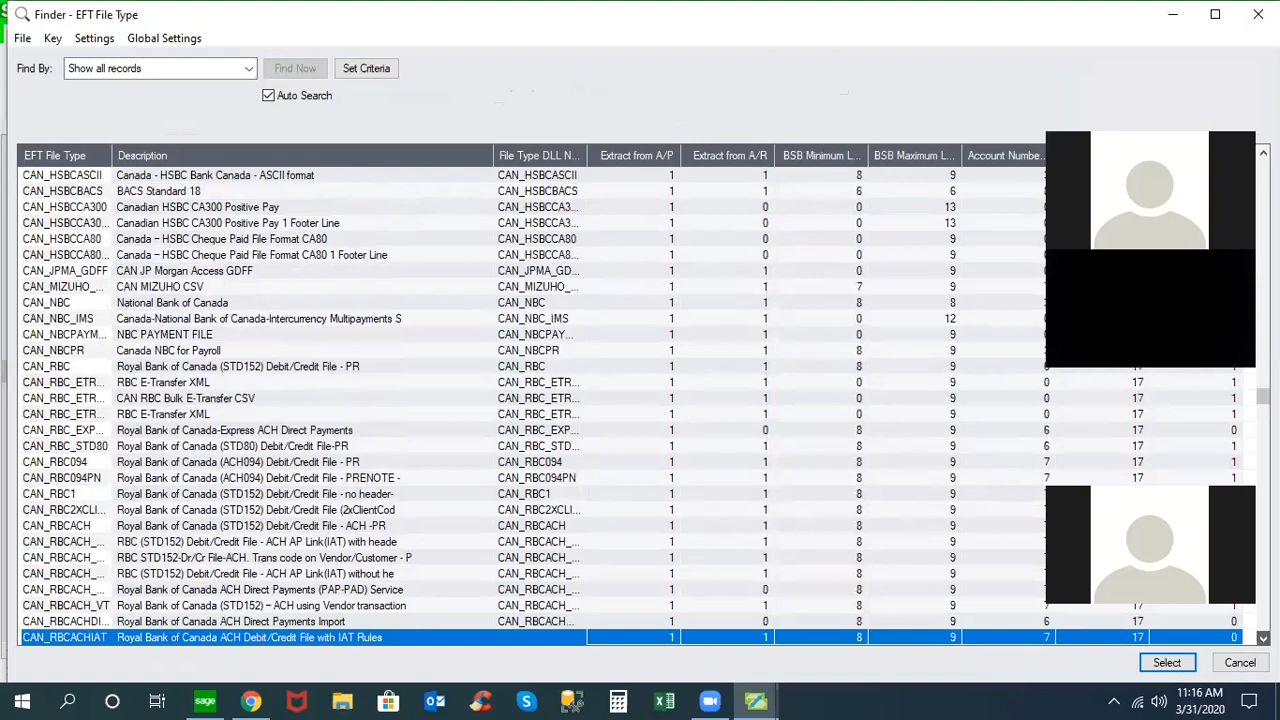 Finder - EFT File Type
File Key Settings Global Settings
Find By: Show all records Find Now Set Criteria
Auto Search
EFT File Type Description File Type DLL N... Extract from A/P Extract from A/R BSB Minimum L... BSB Maximum L... Account Numbe...
CAN_HSBCASCII Canada - HSBC Bank Canada - ASCII format CAN_HSBCASCII 1 1 8 9
CAN_HSBCBACS BACS Standard 18 CAN_HSBCBACS 1 1 6 6
CAN_HSBCCA300 Canadian HSBC CA300 Positive Pay CAN_HSBCCA3... 1 0 0 13
CAN_HSBCCA30... Canadian HSBC CA300 Positive Pay 1 Footer Line CAN_HSBCCA3... 1 0 0 13
CAN_HSBCCA80 Canada – HSBC Cheque Paid File Format CA80 CAN_HSBCCA80 1 0 0 9
CAN_HSBCCA80... Canada – HSBC Cheque Paid File Format CA80 1 Footer Line CAN_HSBCCA8... 1 0 0 9
CAN_JPMA_GDFF CAN JP Morgan Access GDFF CAN_JPMA_GD... 1 1 0 9
CAN_MIZUHO_... CAN MIZUHO CSV CAN_MIZUHO_... 1 1 7 9
CAN_NBC National Bank of Canada CAN_NBC 1 1 8 8
CAN_NBC_IMS Canada-National Bank of Canada-Intercurrency Multipayments S CAN_NBC_IMS 1 1 0 12
CAN_NBCPAYM... NBC PAYMENT FILE CAN_NBCPAY... 1 1 0 9
CAN_NBCPR Canada NBC for Payroll CAN_NBCPR 1 1 8 9
CAN_RBC Royal Bank of Canada (STD152) Debit/Credit File - PR CAN_RBC 1 1 8 9 17 1
CAN_RBC_ETR... RBC E-Transfer XML CAN_RBC_ETR... 1 1 0 9 0 17 1
CAN_RBC_ETR... CAN RBC Bulk E-Transfer CSV CAN_RBC_ETR... 1 1 0 9 0 17 1
CAN_RBC_ETR... RBC E-Transfer XML CAN_RBC_ETR... 1 1 0 9 0 17 1
CAN_RBC_EXP... Royal Bank of Canada-Express ACH Direct Payments CAN_RBC_EXP... 1 0 8 9 6 17 0
CAN_RBC_STD80 Royal Bank of Canada (STD80) Debit/Credit File-PR CAN_RBC_STD... 1 1 8 9 6 17 1
CAN_RBC094 Royal Bank of Canada (ACH094) Debit/Credit File - PR CAN_RBC094 1 1 8 9 7 17 1
CAN_RBC094PN Royal Bank of Canada (ACH094) Debit/Credit File - PRENOTE - CAN_RBC094PN 1 1 8 9 7 17 1
CAN_RBC1 Royal Bank of Canada (STD152) Debit/Credit File - no header- CAN_RBC1 1 1 8 9
CAN_RBC2XCLI... Royal Bank of Canada (STD152) Debit/Credit File (2xClientCod CAN_RBC2XCLI... 1 1 8 9
CAN_RBCACH Royal Bank of Canada (STD152) Debit/Credit File - ACH -PR CAN_RBCACH 1 1 8 9
CAN_RBCACH_... RBC (STD152) Debit/Credit File - ACH AP Link(IAT) with heade CAN_RBCACH_... 1 1 8 9
CAN_RBCACH_... RBC STD152-Dr/Cr File-ACH. Trans code on Vendor/Customer - P CAN_RBCACH_... 1 1 8 9
CAN_RBCACH_... RBC (STD152) Debit/Credit File - ACH AP Link(IAT) without he CAN_RBCACH_... 1 1 8 9
CAN_RBCACH_... Royal Bank of Canada ACH Direct Payments (PAP-PAD) Service CAN_RBCACH_... 1 0 8 9
CAN_RBCACH_VT Royal Bank of Canada (STD152) – ACH using Vendor transaction CAN_RBCACH_... 1 1 8 9 17 1
CAN_RBCACHDI... Royal Bank of Canada ACH Direct Payments Import CAN_RBCACH... 1 0 8 9 6 17 0
CAN_RBCACHIAT Royal Bank of Canada ACH Debit/Credit File with IAT Rules 1 1 8 9 7 17 0
Select Cancel
sage
11:16 AM
3/31/2020